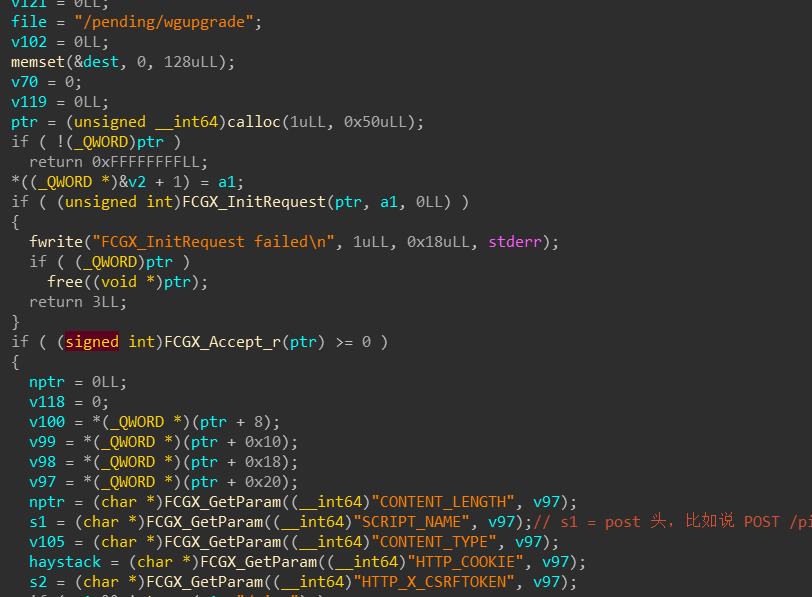 v121 = 0LL;
file = "/pending/wgupgrade";
v102 = 0LL;
memset(&dest, 0, 128uLL);
v70 = 0;
v119 = 0LL;
ptr = (unsigned __int64)calloc(1uLL, 0x50uLL);
if ( !(_QWORD)ptr )
return 0xFFFFFFFFLL;
*((_QWORD *)&v2 + 1) = a1;
if ( (unsigned int)FCGX_InitRequest(ptr, a1, 0LL) )
{
fwrite("FCGX_InitRequest failed\n", 1uLL, 0x18uLL, stderr);
if ( (_QWORD)ptr )
free((void *)ptr);
return 3LL;
}
if ( (signed int)FCGX_Accept_r(ptr) >= 0 )
{
nptr = 0LL;
v118 = 0;
v100 = *(_QWORD *)(ptr + 8);
v99 = *(_QWORD *)(ptr + 0x10);
v98 = *(_QWORD *)(ptr + 0x18);
v97 = *(_QWORD *)(ptr + 0x20);
nptr = (char *)FCGX_GetParam((__int64)"CONTENT_LENGTH", v97);
s1 = (char *)FCGX_GetParam((__int64)"SCRIPT_NAME", v97);// s1 = post 头，比如说 POST /pi
v105 = (char *)FCGX_GetParam((__int64)"CONTENT_TYPE", v97);
haystack = (char *)FCGX_GetParam((__int64)"HTTP_COOKIE", v97);
s2 = (char *)FCGX_GetParam((__int64)"HTTP_X_CSRFTOKEN", v97);